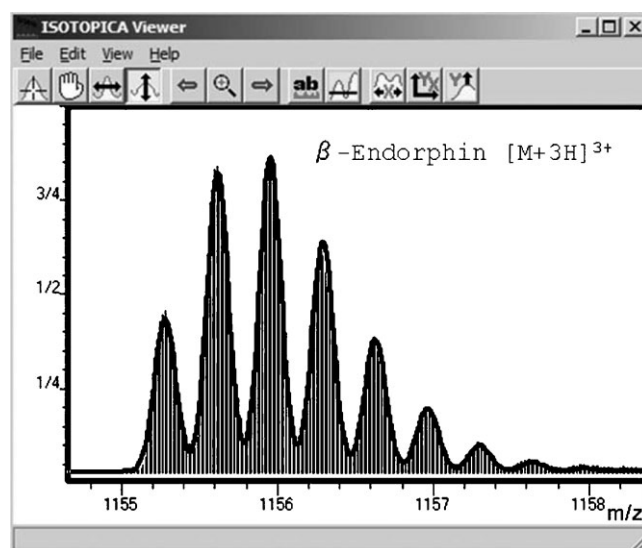 ISOTOPICA Viewer
File Edit View Help
ab
X
YX
Y
β-Endorphin [M+3H]3+
3/4
1/2
1/4
1155 1156 1157 1158 m/z